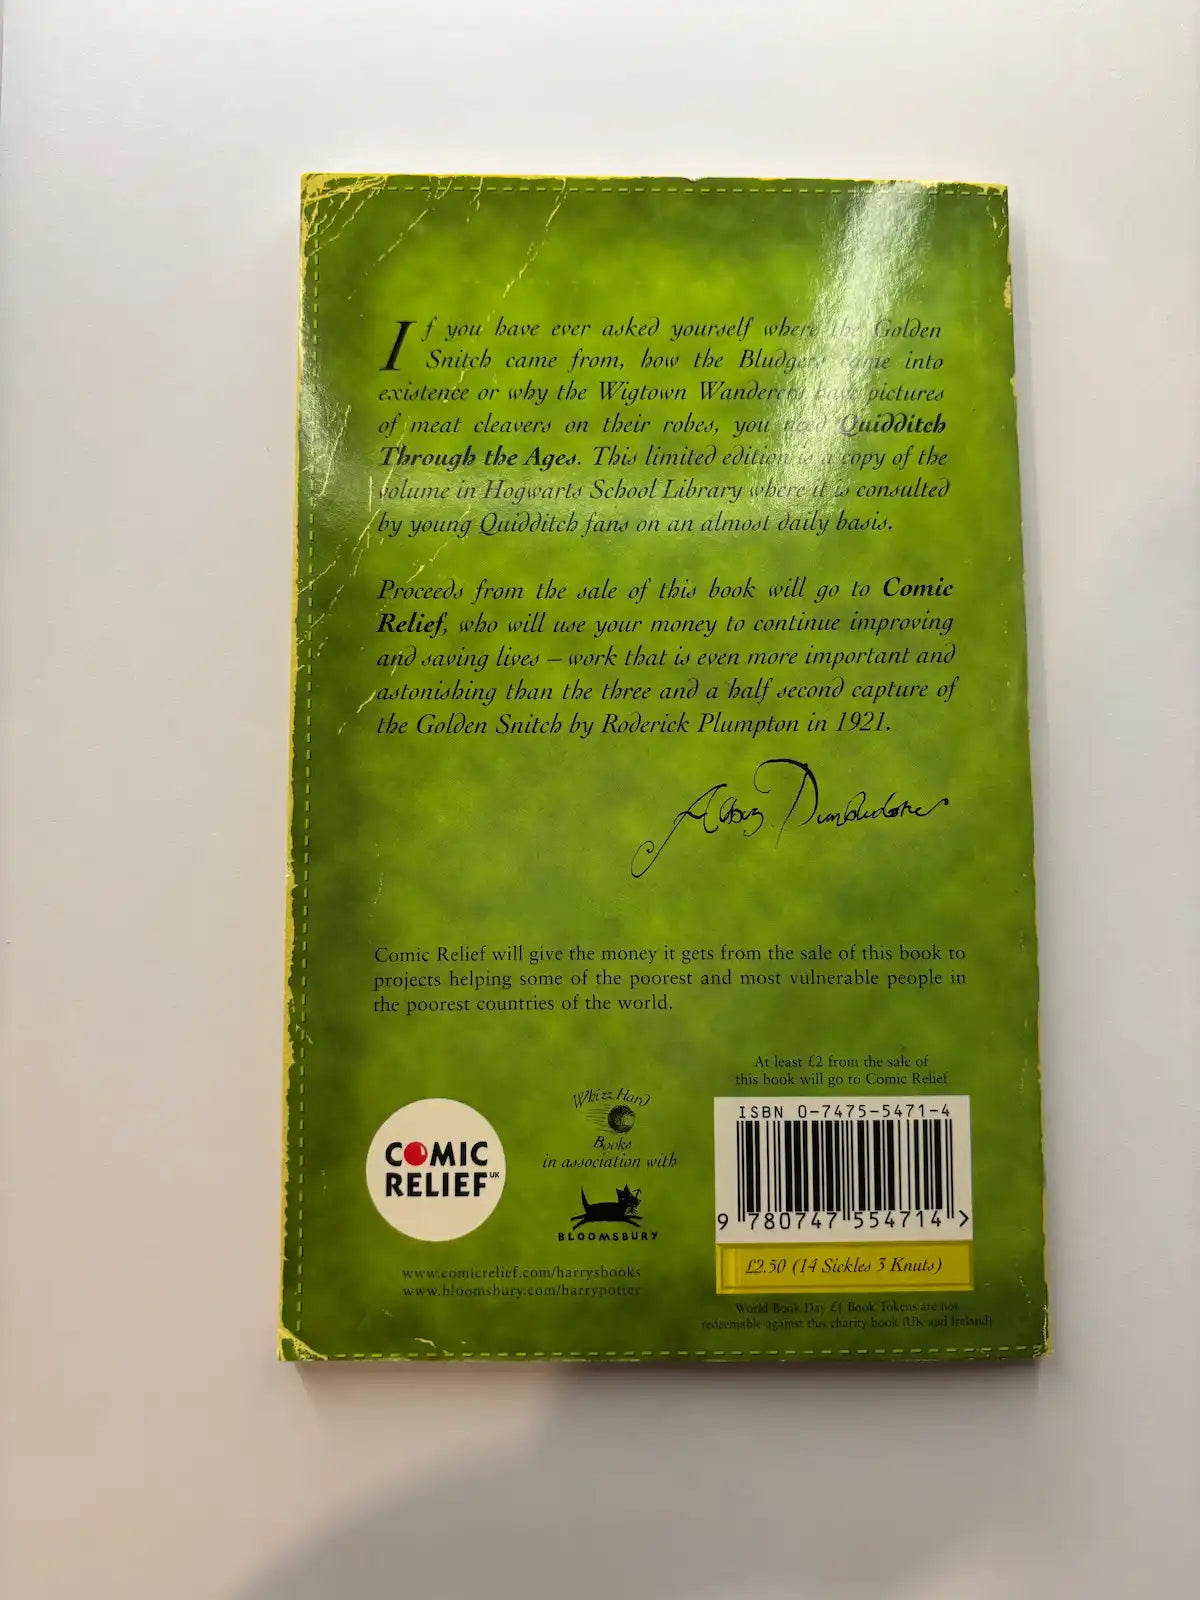 If you have ever asked yourself where the Golden
Snitch came from, how the Bludgers came into
existence or why the Wigtown Wanderers have pictures
of meat cleavers on their robes, you need Quidditch
Through the Ages. This limited edition is a copy of the
volume in Hogwarts School Library where it is consulted
by young Quidditch fans on an almost daily basis.
Proceeds from the sale of this book will go to Comic
Relief, who will use your money to continue improving
and saving lives – work that is even more important and
astonishing than the three and a half second capture of
the Golden Snitch by Roderick Plumpton in 1921.
Albus Dumbledore
Comic Relief will give the money it gets from the sale of this book to
projects helping some of the poorest and most vulnerable people in
the poorest countries of the world.
At least £2 from the sale of
this book will go to Comic Relief
COMIC
RELIEF UK
Whizz Hard
Books
in association with
BLOOMSBURY
www.comicrelief.com/harrysbooks
www.bloomsbury.com/harrypotter
ISBN 0-7475-5471-4
9 780747 554714 >
£2.50 (14 Sickles 3 Knuts)
World Book Day £1 Book Tokens are not
redeemable against this charity book (UK and Ireland)